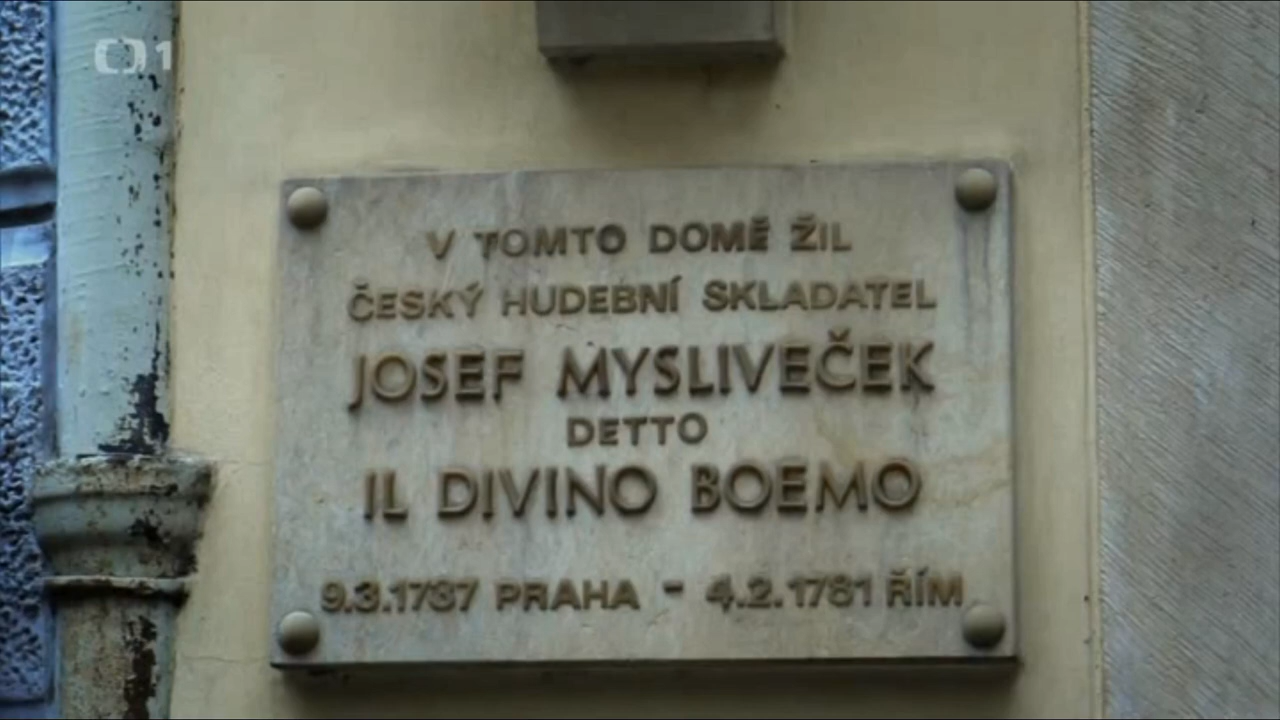 1
V TOMTO DOMĚ ŽIL
ČESKÝ HUDEBNÍ SKLADATEL
JOSEF MYSLIVEČEK
DETTO
IL DIVINO BOEMO
9.3.1737 PRAHA - 4.2.1781 ŘÍM